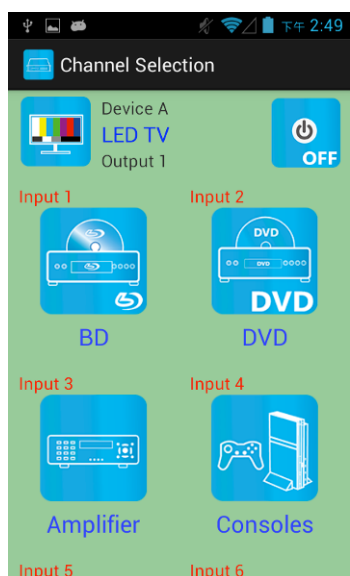 下午 2:49
Channel Selection
Device A
LED TV
Output 1
OFF
Input 1
Input 2
DVD
DVD
DVD
BD
DVD
Input 3
Input 4
Amplifier
Consoles
Input 5
Input 6